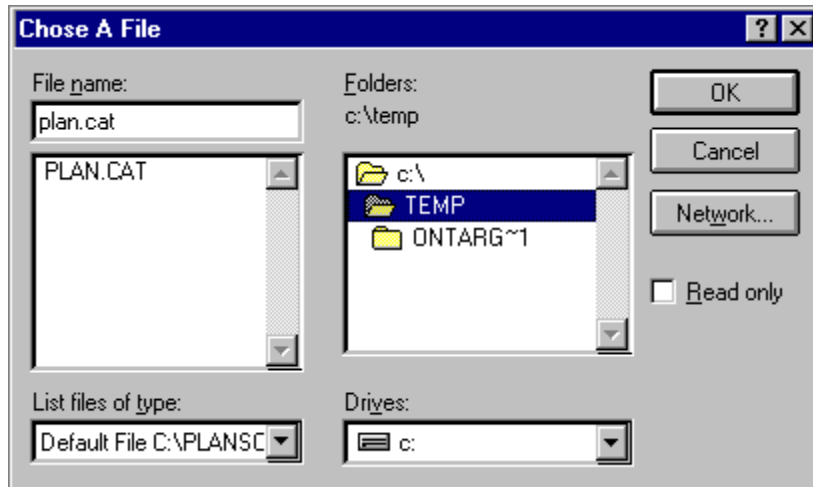 Chose A File
File name:
plan.cat
PLAN.CAT
List files of type:
Default File C:\PLANSC
Folders:
c:\temp
c:\
TEMP
ONTARG~1
Drives:
c:
OK
Cancel
Network...
Read only